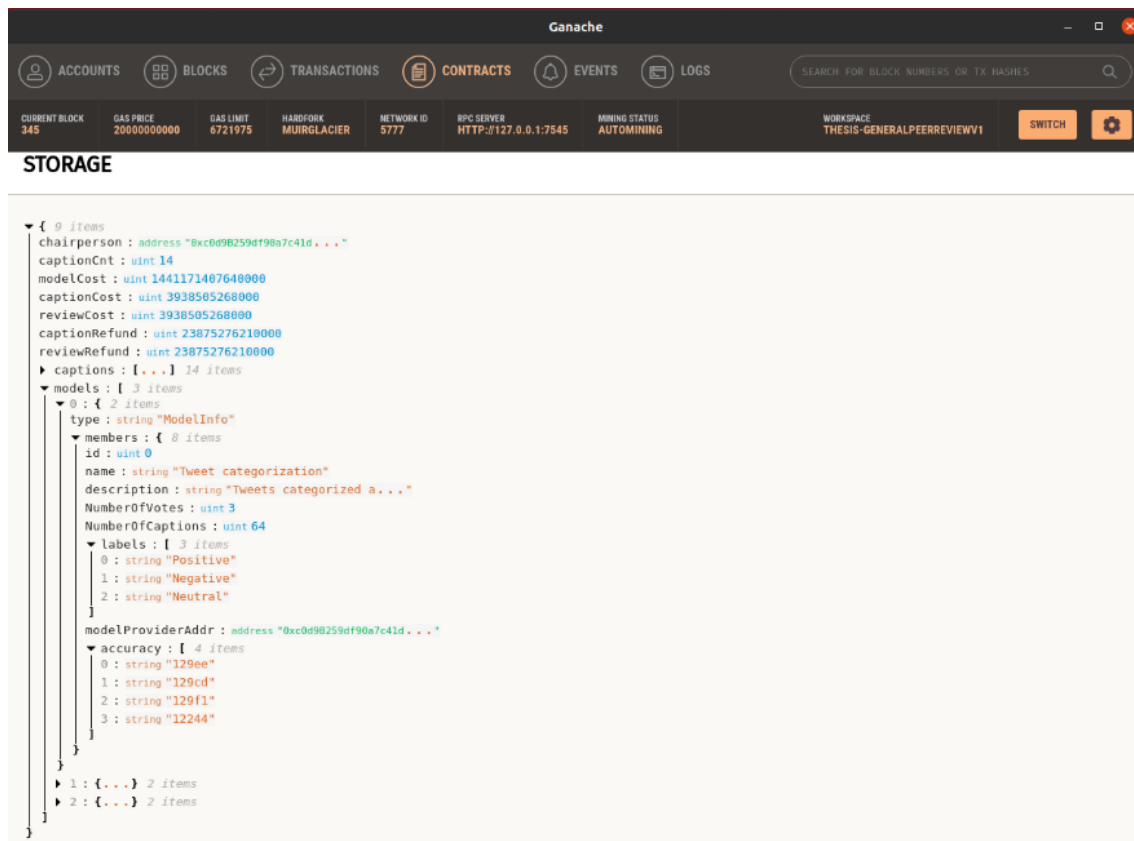 Ganache
ACCOUNTS BLOCKS TRANSACTIONS CONTRACTS EVENTS LOGS SEARCH FOR BLOCK NUMBERS OR TX HASHES
CURRENT BLOCK GAS PRICE GAS LIMIT HARDFORK NETWORK ID RPC SERVER MINING STATUS WORKSPACE
345 20000000000 6721975 MUIRGLACIER 5777 HTTP://127.0.0.1:7545 AUTOMINING THESIS-GENERALPEERREVIEWV1 SWITCH
STORAGE
{ 9 items
chairperson : address "0xc0d9B259df90a7c41d..."
captionCnt : uint 14
modelCost : uint 1441171407640000
captionCost : uint 3938505268000
reviewCost : uint 3938505268000
captionRefund : uint 23875276210000
reviewRefund : uint 23875276210000
captions : [...] 14 items
models : [ 3 items
0 : { 2 items
type : string "ModelInfo"
members : { 8 items
id : uint 0
name : string "Tweet categorization"
description : string "Tweets categorized a..."
NumberOfVotes : uint 3
NumberOfCaptions : uint 64
labels : [ 3 items
0 : string "Positive"
1 : string "Negative"
2 : string "Neutral"
]
modelProviderAddr : address "0xc0d9B259df90a7c41d..."
accuracy : [ 4 items
0 : string "129ee"
1 : string "129cd"
2 : string "129f1"
3 : string "12244"
]
}
}
1 : {...} 2 items
2 : {...} 2 items
]
}